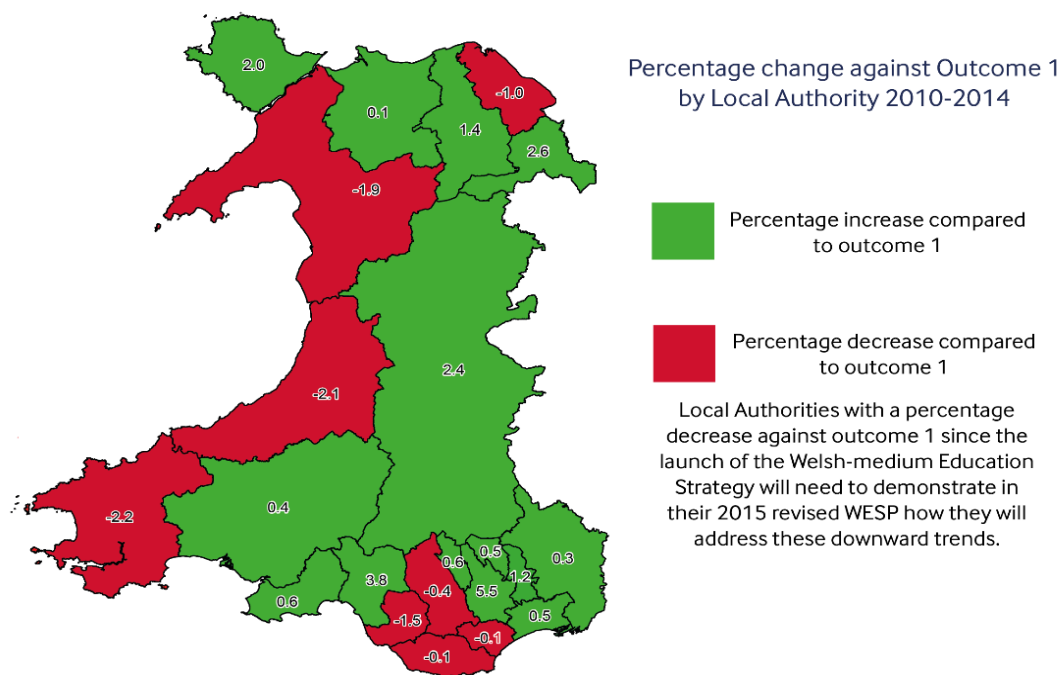 Percentage change against Outcome 1
by Local Authority 2010-2014
2.0
-1.0
0.1
1.4
2.6
-1.9
Percentage increase compared
to outcome 1
Percentage decrease compared
to outcome 1
2.4
-2.1
Local Authorities with a percentage
decrease against outcome 1 since the
launch of the Welsh-medium Education
Strategy will need to demonstrate in
their 2015 revised WESP how they will
address these downward trends.
0.4
-2.2
0.5
0.3
0.6
3.8
1.2
-0.4
5.5
0.6
0.5
-1.5
-0.1
-0.1